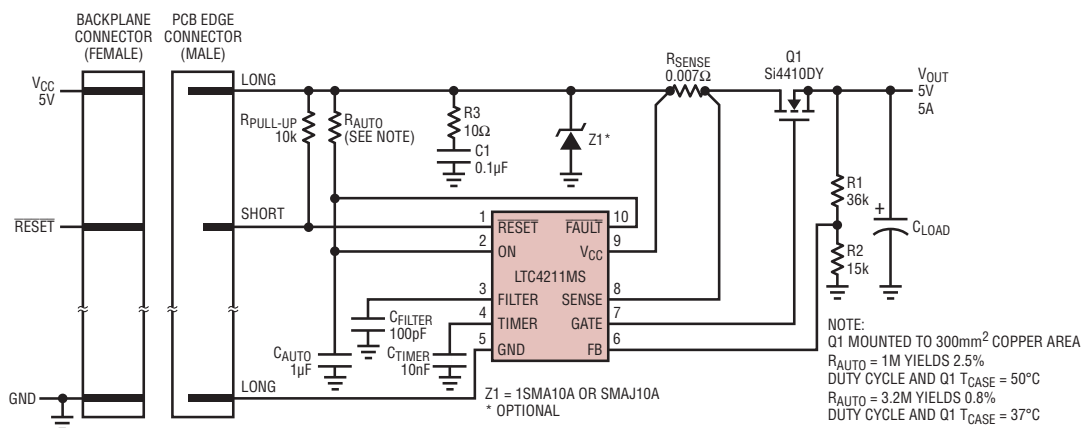 BACKPLANE
CONNECTOR
(FEMALE)
PCB EDGE
CONNECTOR
(MALE)
VCC
5V
LONG
RPULL-UP
10k
RAUTO
(SEE NOTE)
R3
10Ω
C1
0.1µF
Z1*
RSENSE
0.007Ω
Q1
Si4410DY
VOUT
5V
5A
R1
36k
+
CLOAD
R2
15k
RESET
SHORT
1
RESET
FAULT
10
2
ON
VCC
9
LTC4211MS
3
FILTER
SENSE
8
4
TIMER
GATE
7
5
GND
FB
6
CFILTER
100pF
CAUTO
1µF
CTIMER
10nF
GND
LONG
Z1 = 1SMA10A OR SMAJ10A
* OPTIONAL
NOTE:
Q1 MOUNTED TO 300mm² COPPER AREA
RAUTO = 1M YIELDS 2.5%
DUTY CYCLE AND Q1 TCASE = 50°C
RAUTO = 3.2M YIELDS 0.8%
DUTY CYCLE AND Q1 TCASE = 37°C